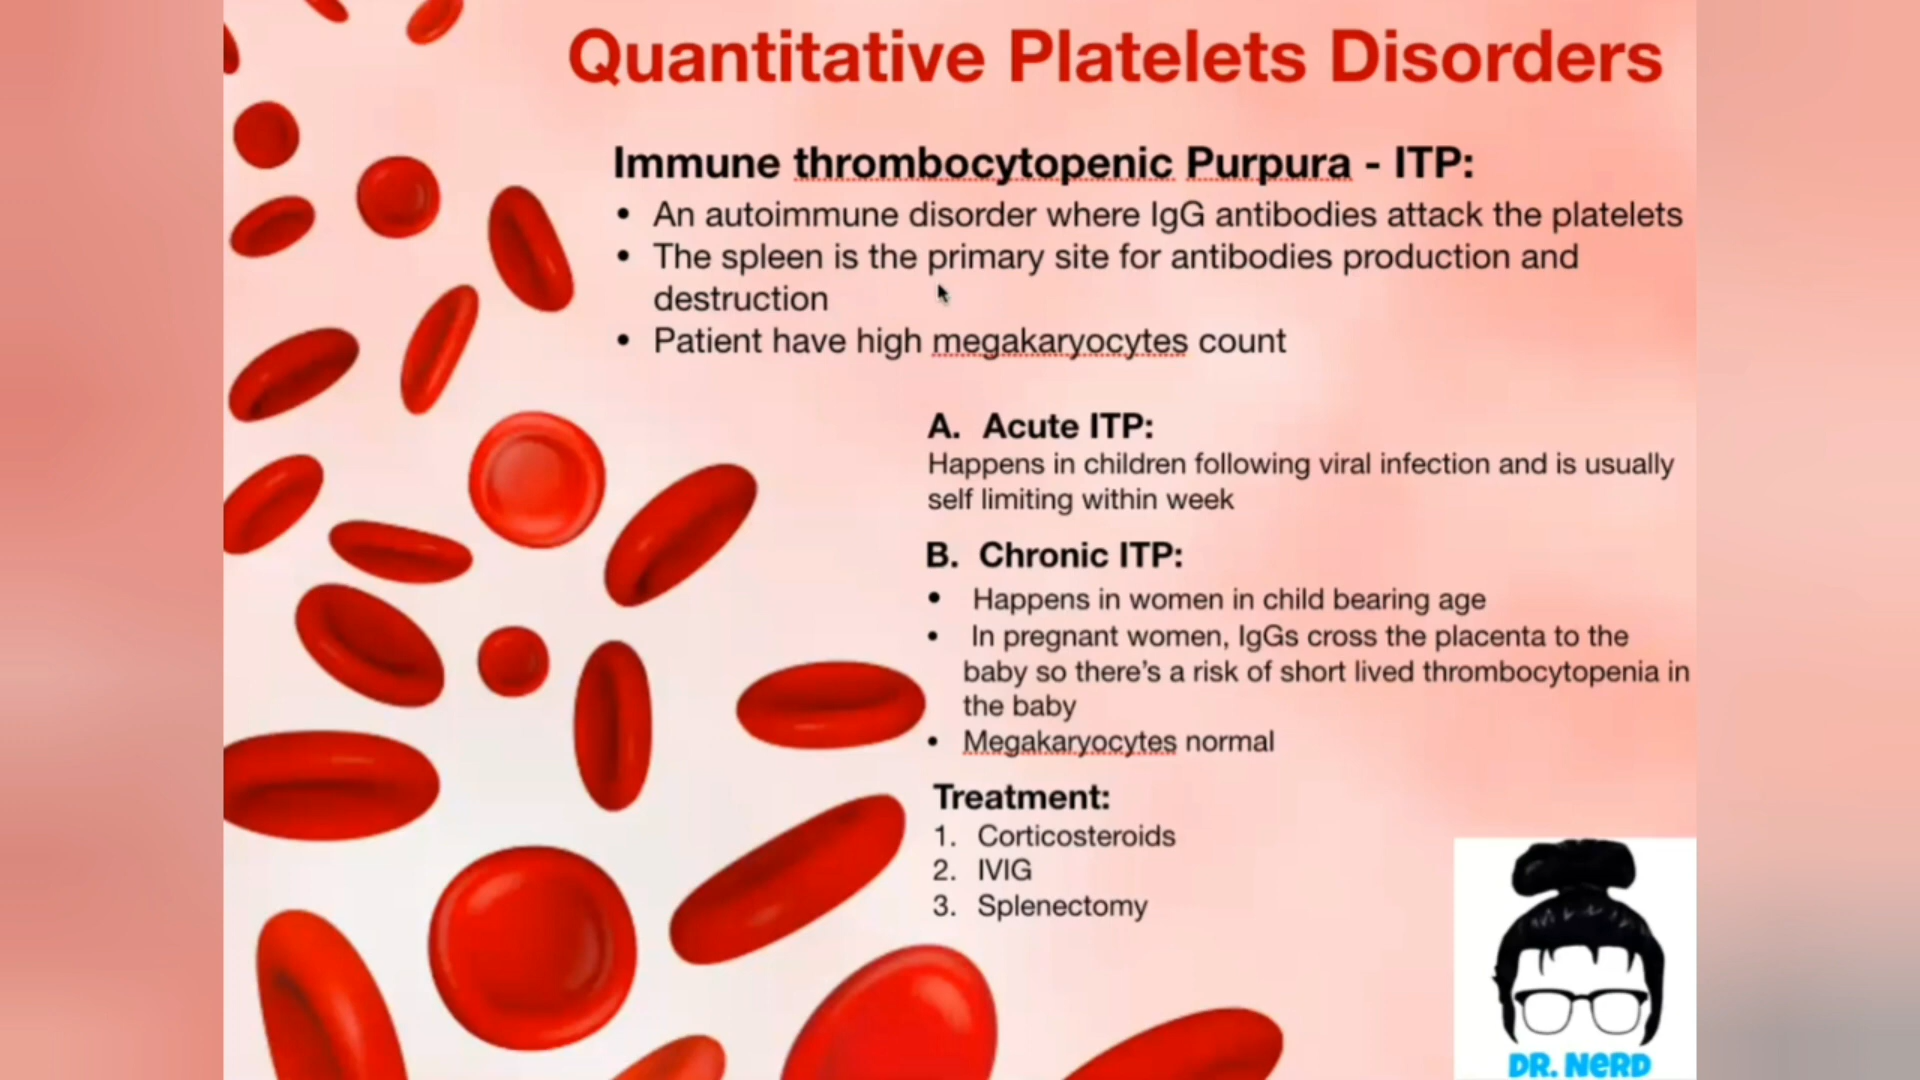 Quantitative Platelets Disorders
Immune thrombocytopenic Purpura - ITP:
• An autoimmune disorder where IgG antibodies attack the platelets
• The spleen is the primary site for antibodies production and
destruction
• Patient have high megakaryocytes count
A. Acute ITP:
Happens in children following viral infection and is usually
self limiting within week
B. Chronic ITP:
• Happens in women in child bearing age
• In pregnant women, IgGs cross the placenta to the
baby so there's a risk of short lived thrombocytopenia in
the baby
• Megakaryocytes normal
Treatment:
1. Corticosteroids
2. IVIG
3. Splenectomy
DR. NeRD